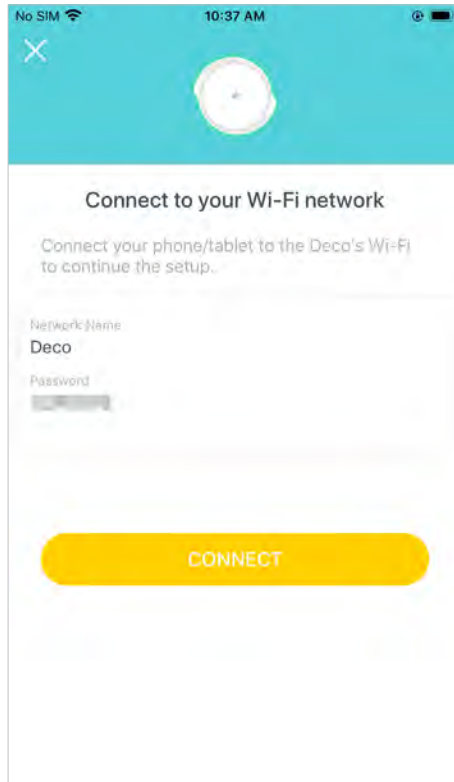 No SIM
10:37 AM
Connect to your Wi-Fi network
Connect your phone/tablet to the Deco's Wi-Fi
to continue the setup.
Network Name
Deco
Password
CONNECT